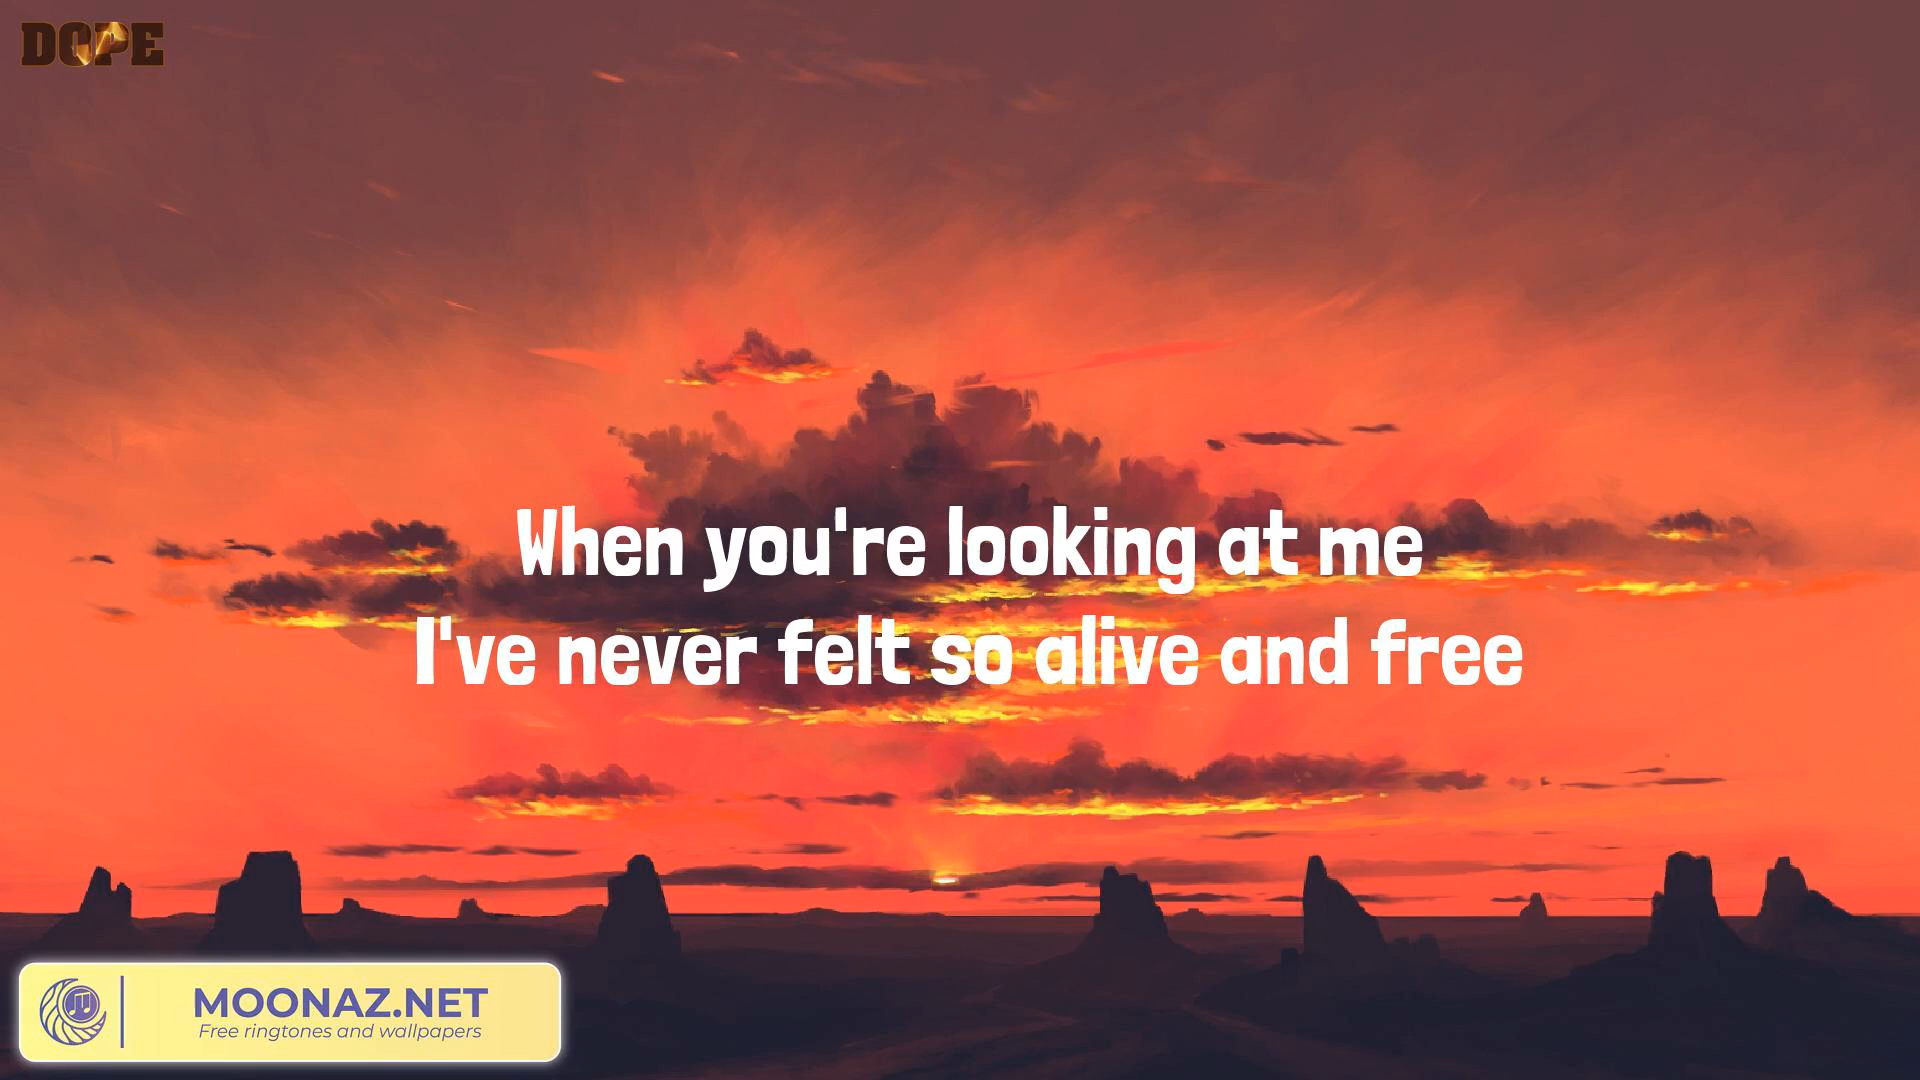 DOPE
When you're looking at me
I've never felt so alive and free
MOONAZ.NET
Free ringtones and wallpapers